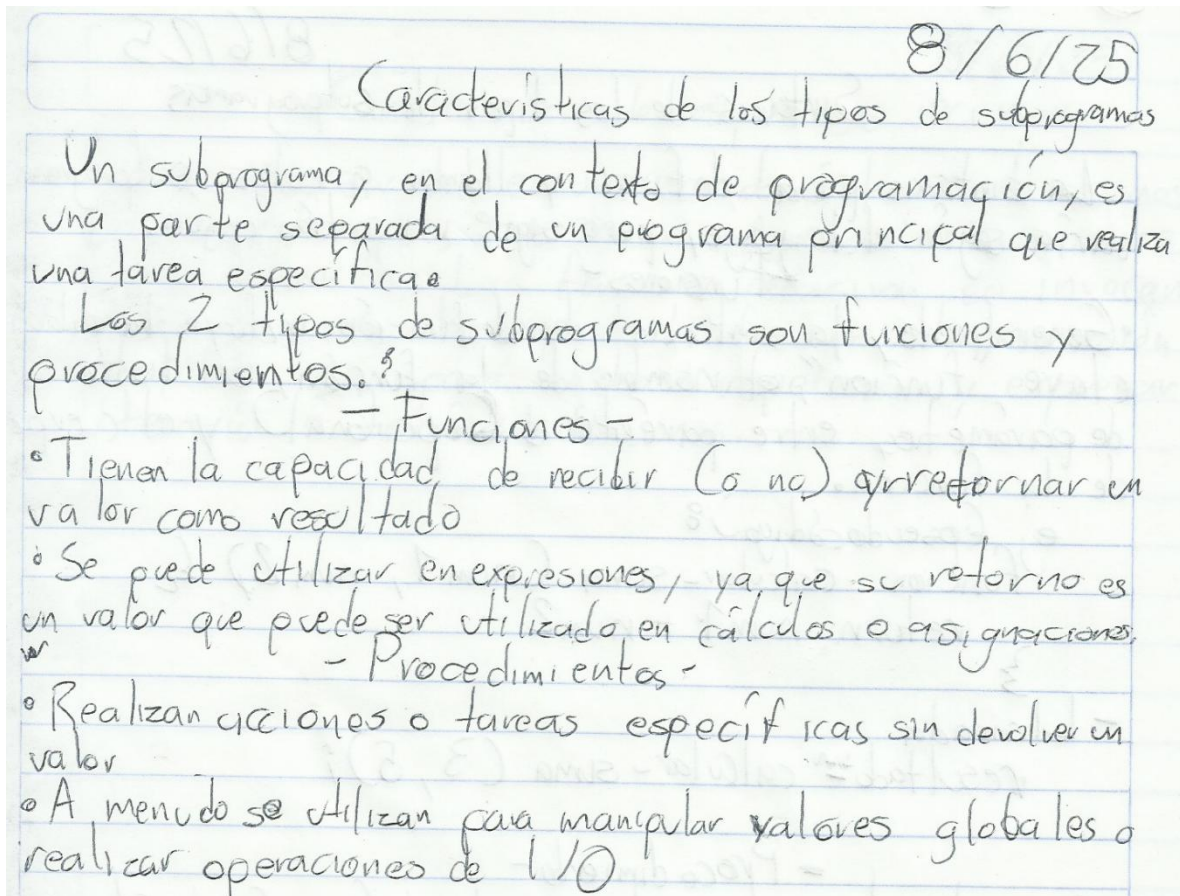 8/6/25
Características de los tipos de subprogramas
Un subprograma, en el contexto de programación, es
una parte separada de un programa principal que realiza
una tarea específica.
Los 2 tipos de subprogramas son funciones y
procedimientos.
- Funciones -
• Tienen la capacidad de recibir (o no) y retornar un
valor como resultado
• Se puede utilizar en expresiones, ya que su retorno es
un valor que puede ser utilizado en cálculos o asignaciones.
- Procedimientos -
• Realizan acciones o tareas específicas sin devolver un
valor
• A menudo se utilizan para manipular valores globales o
realizar operaciones de I/O